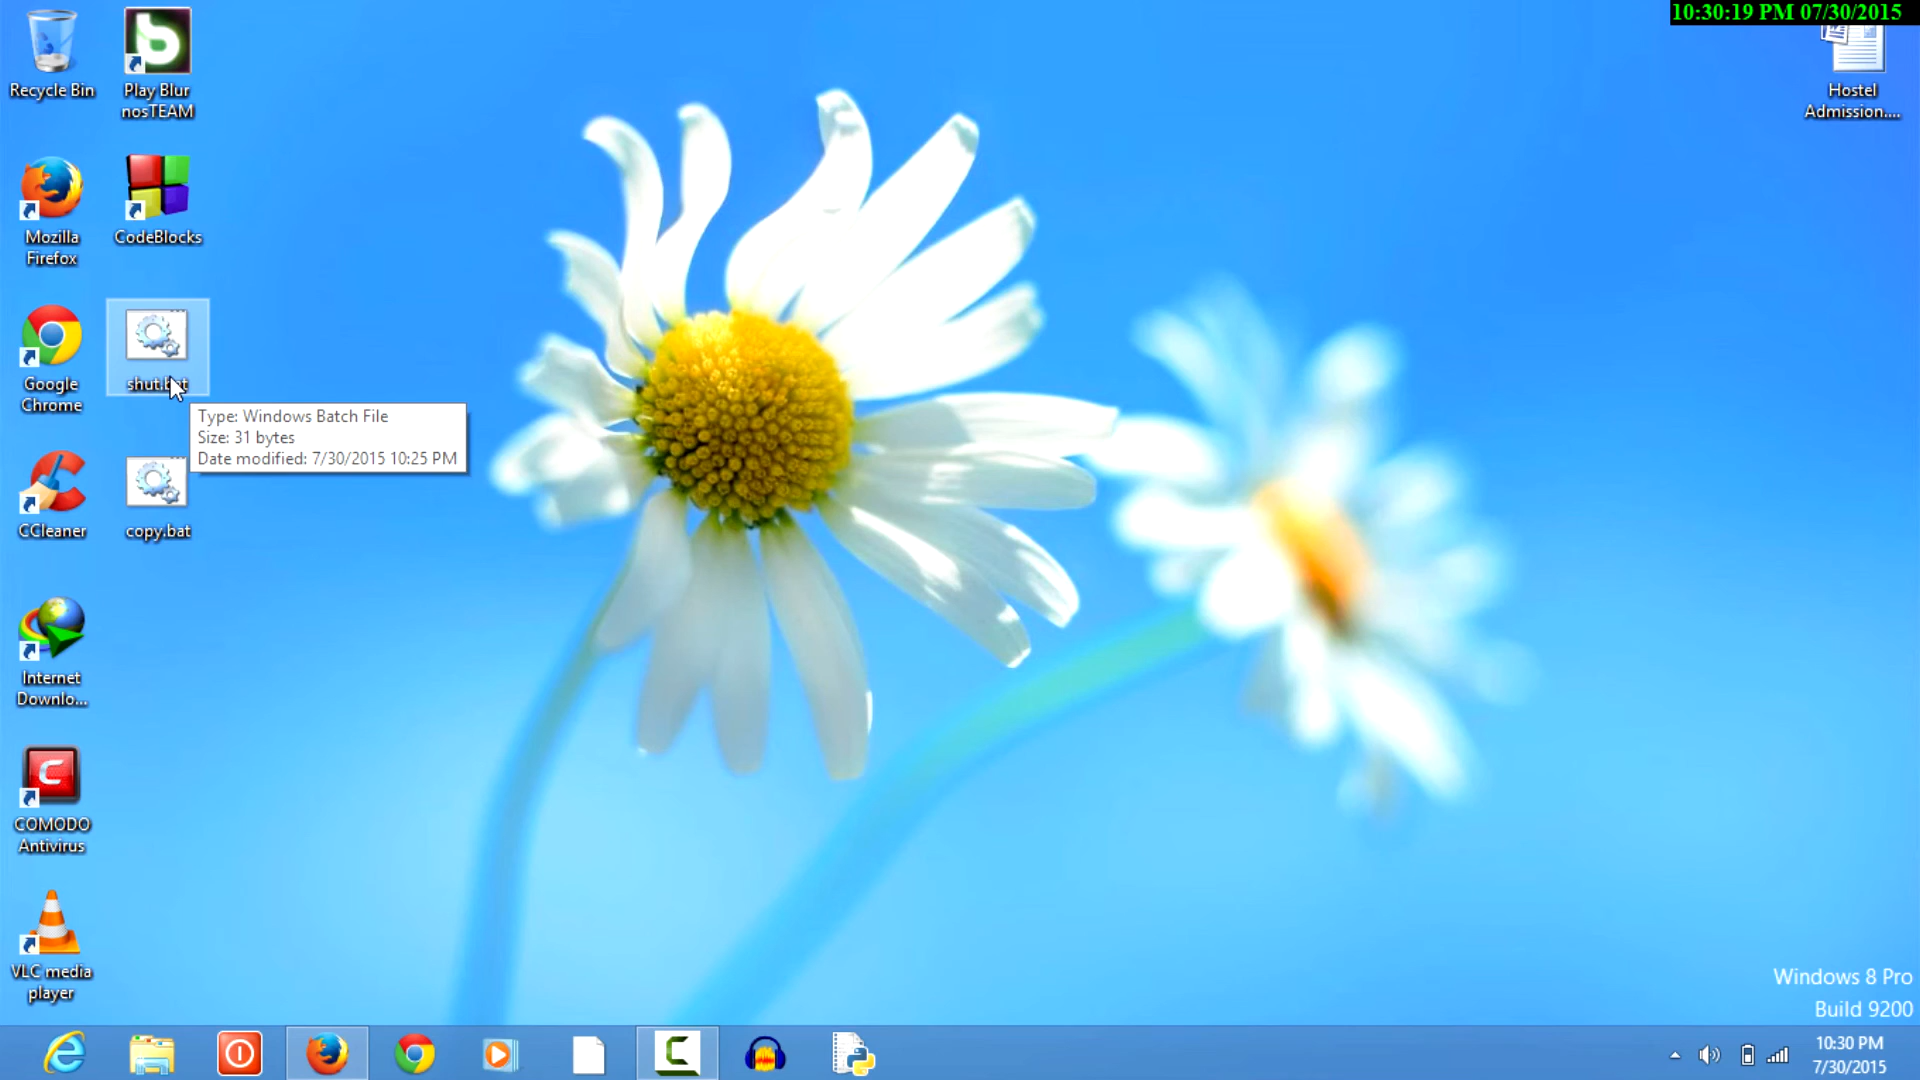 10:30:19 PM 07/30/2015
Recycle Bin
Play Blur
nosTEAM
Hostel
Admission....
Mozilla
Firefox
CodeBlocks
Google
Chrome
shut.bat
Type: Windows Batch File
Size: 31 bytes
Date modified: 7/30/2015 10:25 PM
CCleaner
copy.bat
Internet
Downlo...
COMODO
Antivirus
VLC media
player
Windows 8 Pro
Build 9200
10:30 PM
7/30/2015